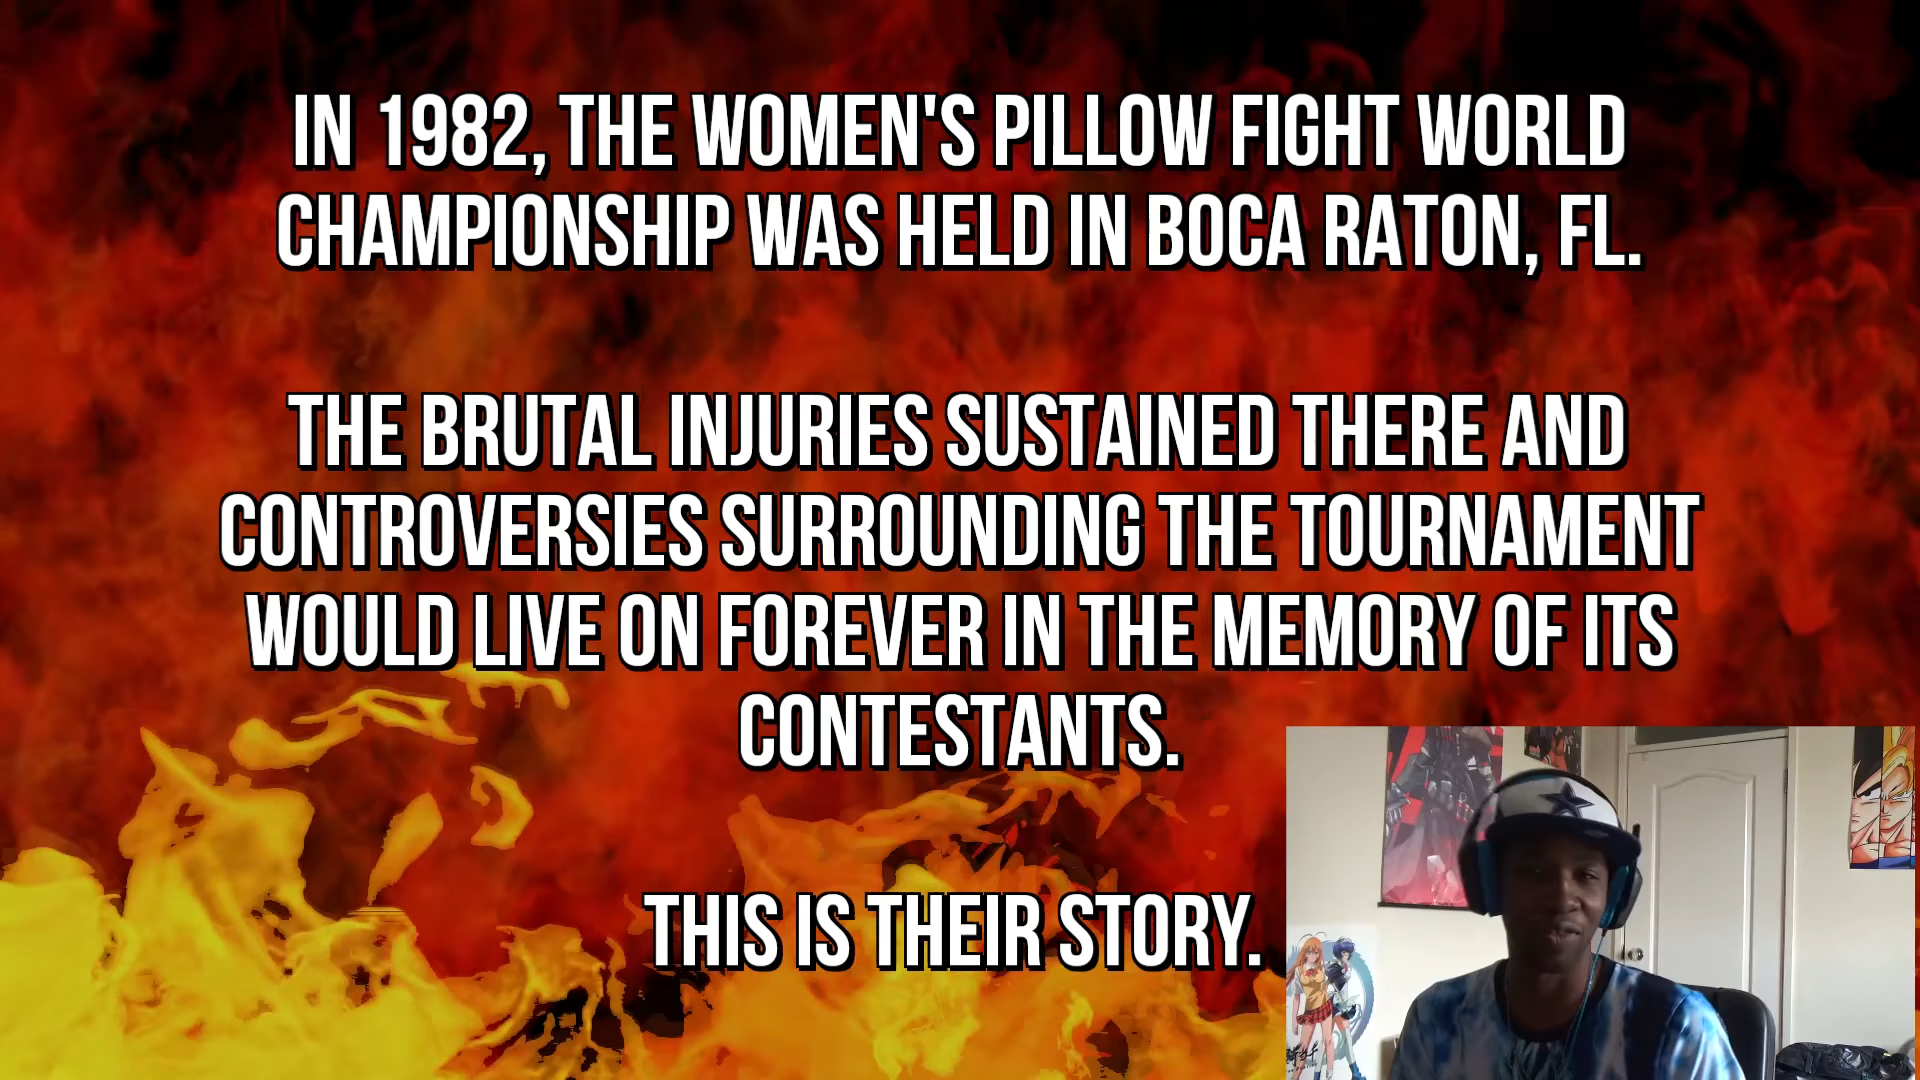 IN 1982, THE WOMEN'S PILLOW FIGHT WORLD
CHAMPIONSHIP WAS HELD IN BOCA RATON, FL.
THE BRUTAL INJURIES SUSTAINED THERE AND
CONTROVERSIES SURROUNDING THE TOURNAMENT
WOULD LIVE ON FOREVER IN THE MEMORY OF ITS
CONTESTANTS.
THIS IS THEIR STORY.